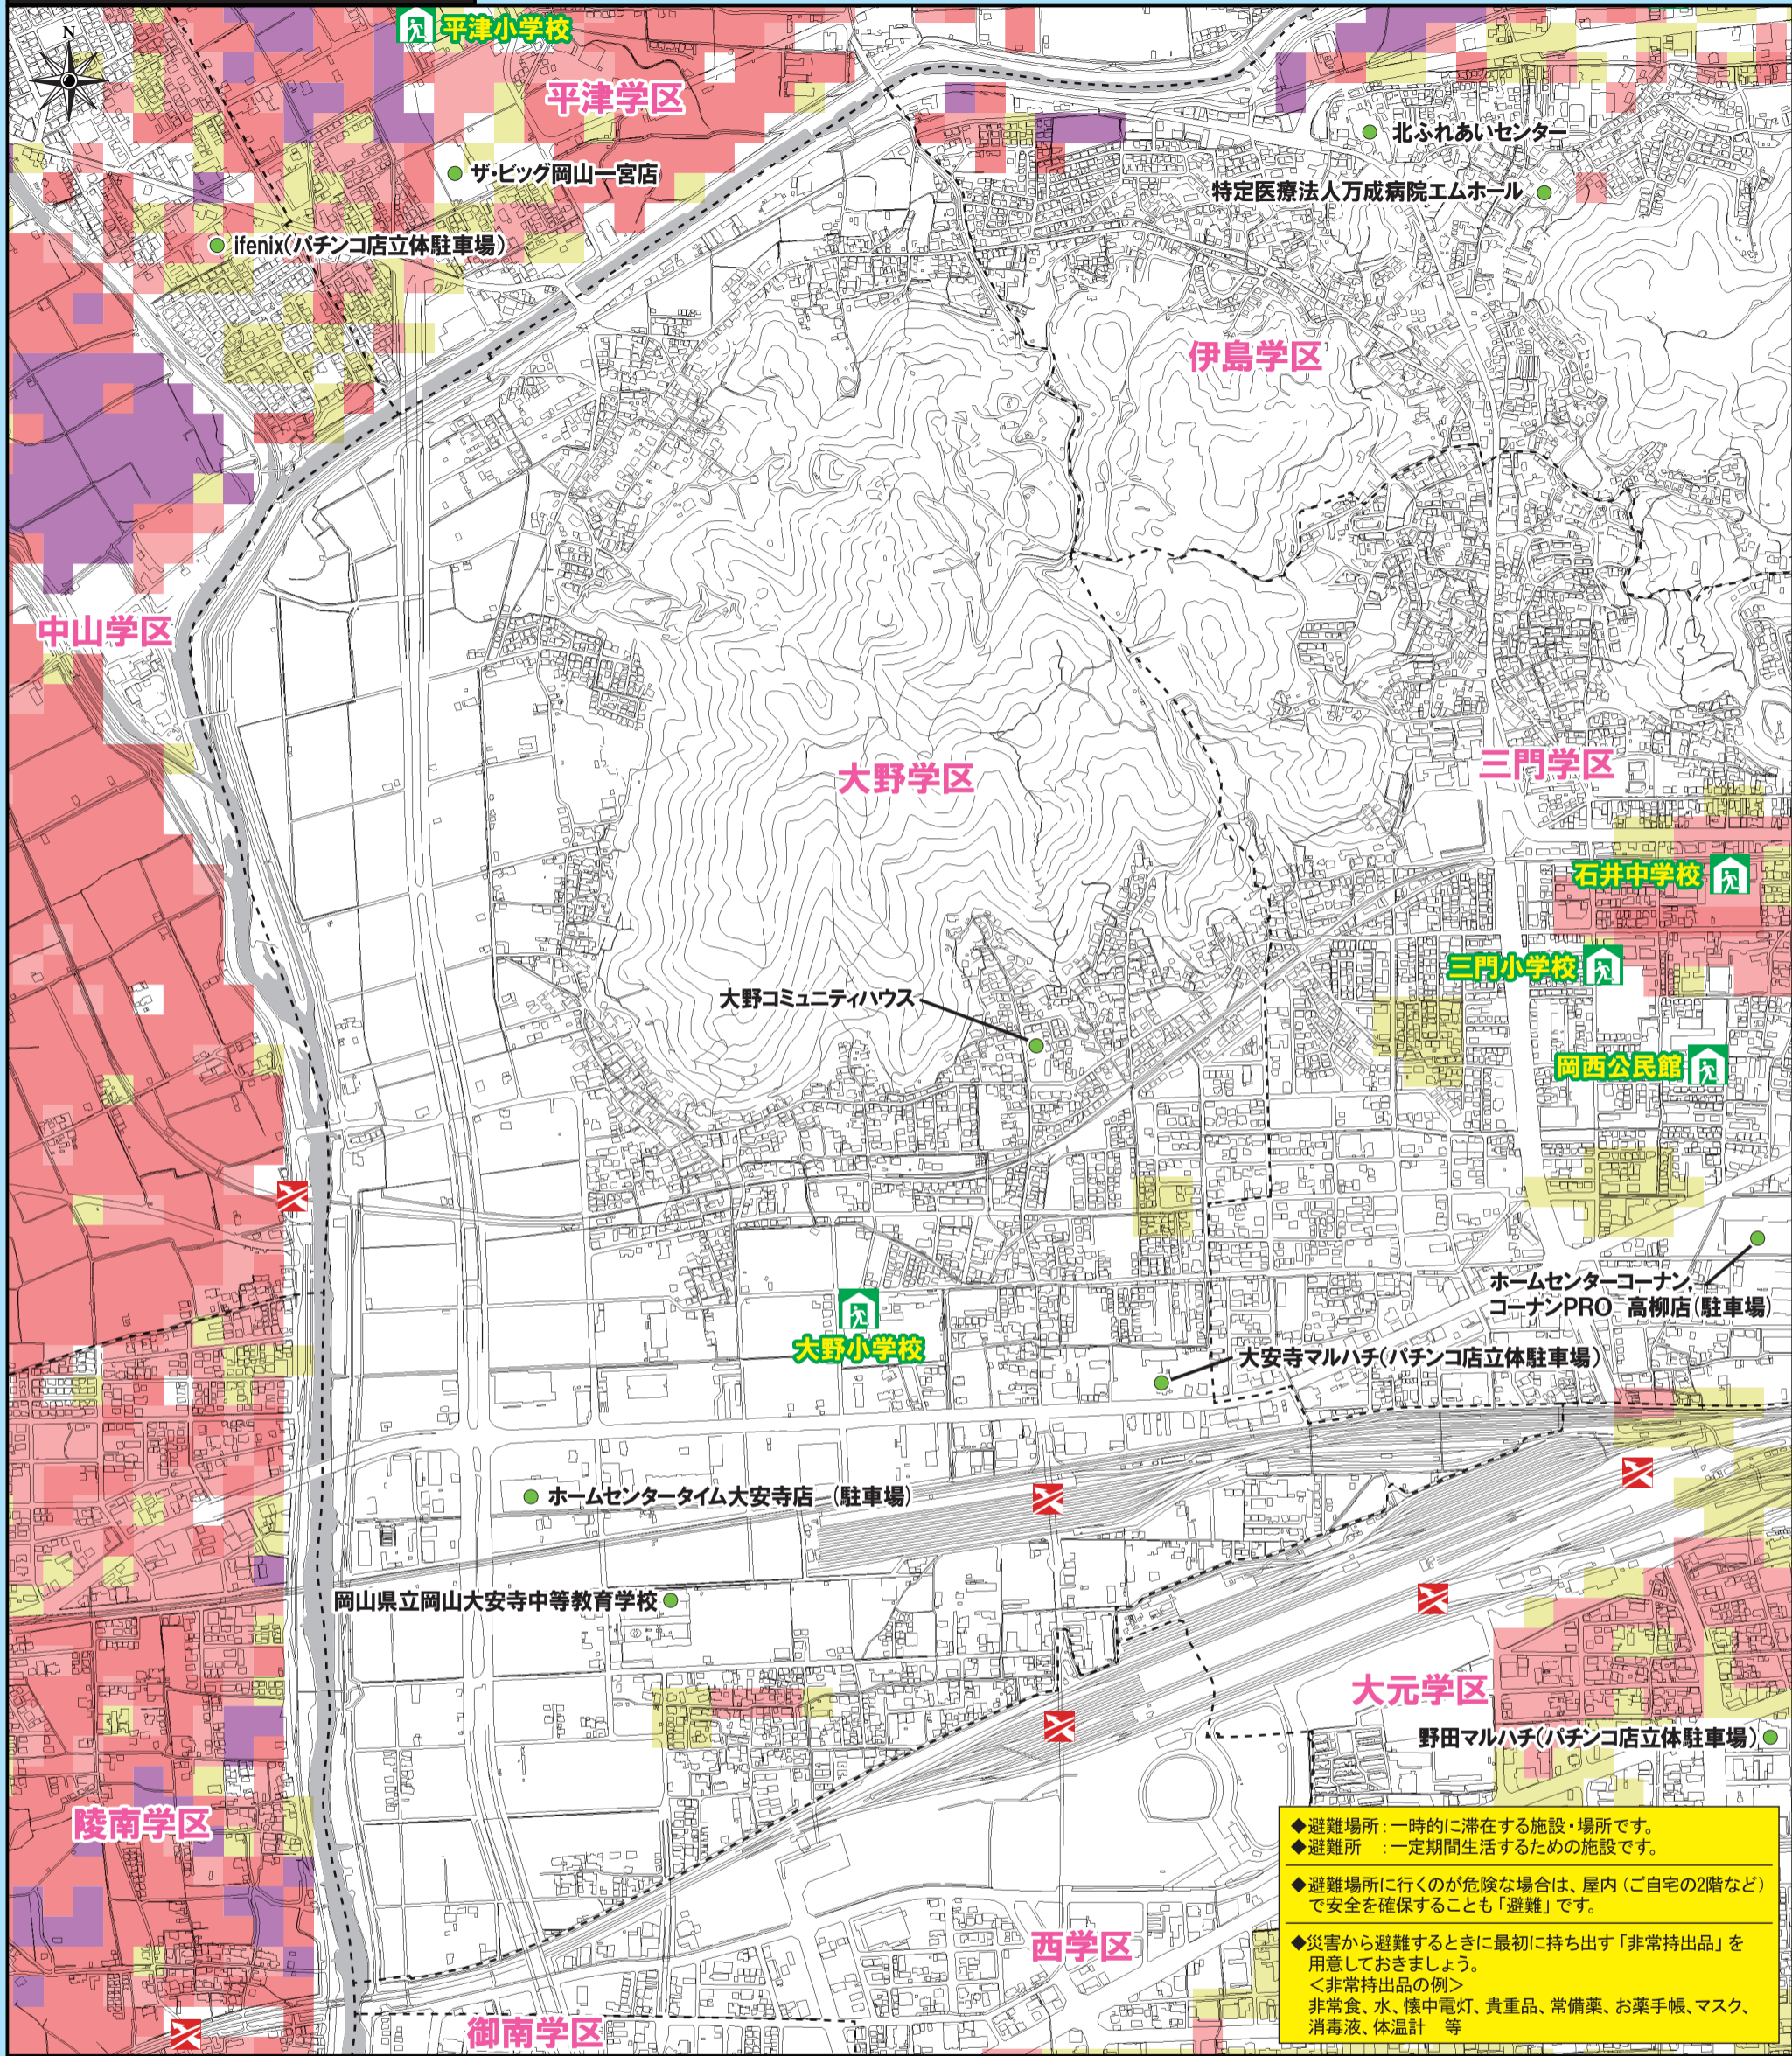 N
平津小学校
平津学区
北ふれあいセンター
ザ・ビッグ岡山一宮店
特定医療法人万成病院エムホール
ifenix(パチンコ店立体駐車場)
伊島学区
中山学区
大野学区
三門学区
石井中学校
三門小学校
大野コミュニティハウス
岡西公民館
ホームセンターコーナン,
コーナンPRO 高柳店(駐車場)
大野小学校
大安寺マルハチ(パチンコ店立体駐車場)
ホームセンタータイム大安寺店 (駐車場)
岡山県立岡山大安寺中等教育学校
大元学区
野田マルハチ(パチンコ店立体駐車場)
陵南学区
西学区
御南学区
◆避難場所:一時的に滞在する施設・場所です。
◆避難所 :一定期間生活するための施設です。
◆避難場所に行くのが危険な場合は、屋内(ご自宅の2階など)
で安全を確保することも「避難」です。
◆災害から避難するときに最初に持ち出す「非常持出品」を
用意しておきましょう。
<非常持出品の例>
非常食、水、懐中電灯、貴重品、常備薬、お薬手帳、マスク、
消毒液、体温計 等